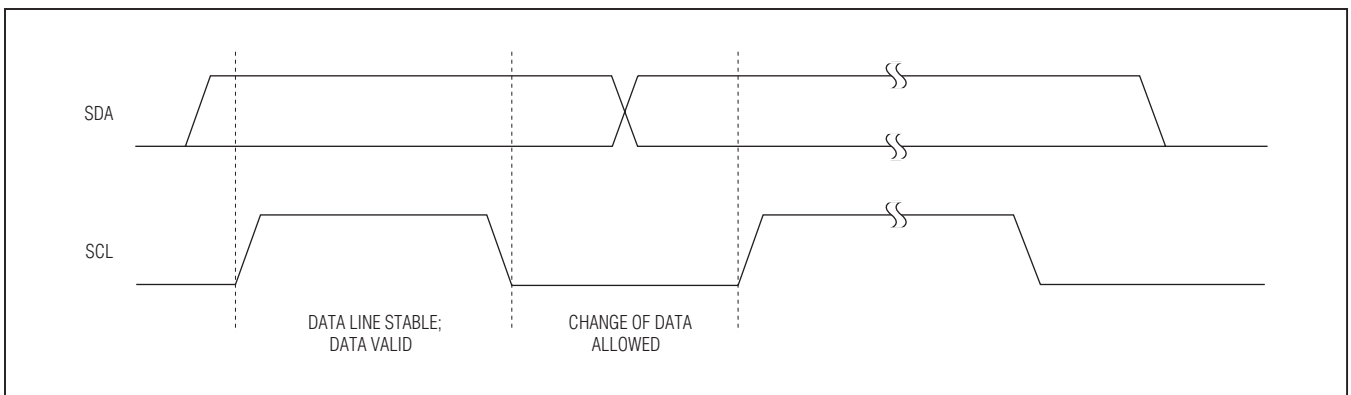 SDA
SCL
DATA LINE STABLE;
DATA VALID
CHANGE OF DATA
ALLOWED